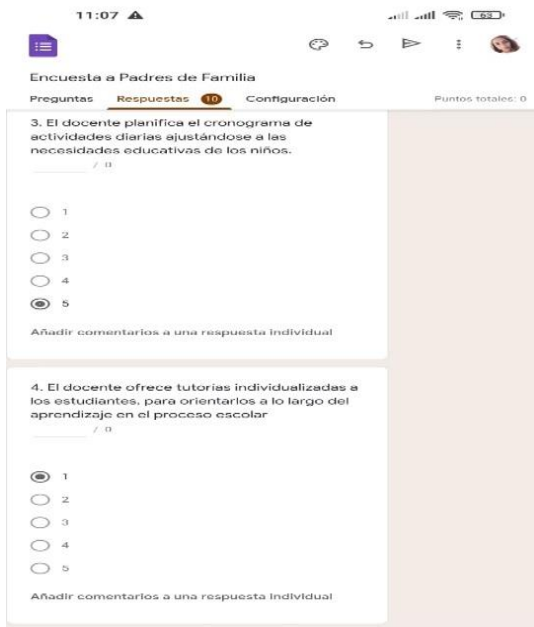 11:07
63
Encuesta a Padres de Familia
Preguntas Respuestas 10 Configuración Puntos totales: 0
3. El docente planifica el cronograma de
actividades diarias ajustándose a las
necesidades educativas de los niños.
/ 0
1
2
3
4
5
Añadir comentarios a una respuesta individual
4. El docente ofrece tutorías individualizadas a
los estudiantes, para orientarlos a lo largo del
aprendizaje en el proceso escolar
/ 0
1
2
3
4
5
Añadir comentarios a una respuesta individual